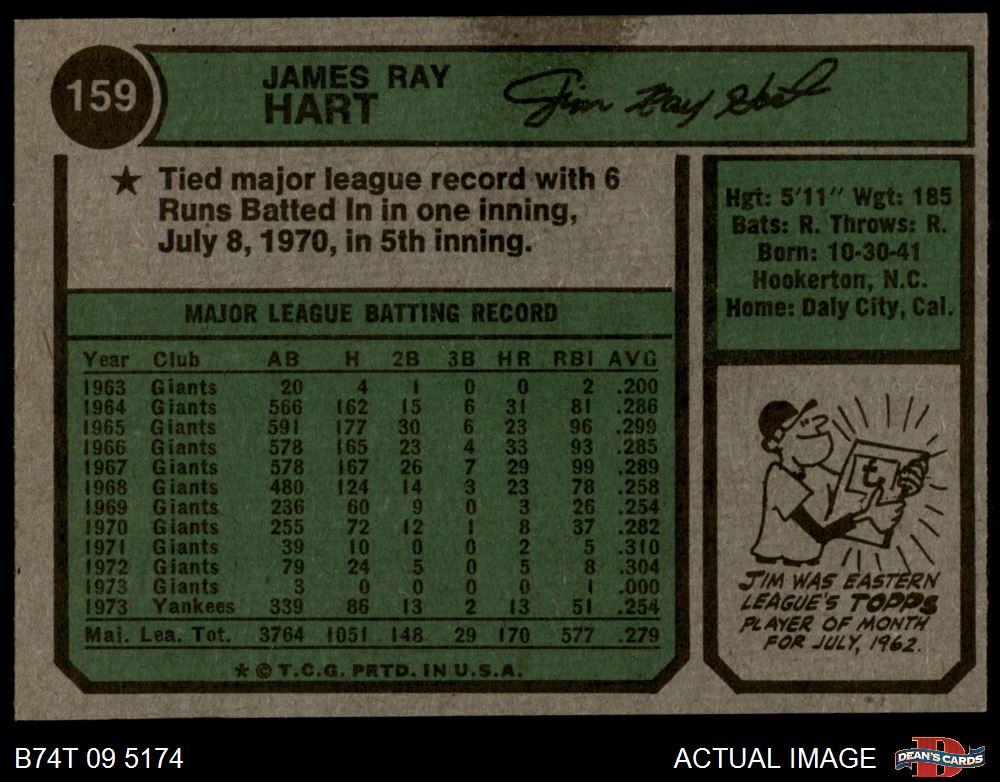 159
JAMES RAY
HART
Jim Ray Hart
★ Tied major league record with 6
Runs Batted In in one inning,
July 8, 1970, in 5th inning.
Hgt: 5'11" Wgt: 185
Bats: R. Throws: R.
Born: 10-30-41
Hookerton, N.C.
Home: Daly City, Cal.
MAJOR LEAGUE BATTING RECORD
Year Club AB H 2B 3B HR RBI AVG
1963 Giants 20 4 1 0 0 2 .200
1964 Giants 566 162 15 6 31 81 .286
1965 Giants 591 177 30 6 23 96 .299
1966 Giants 578 165 23 4 33 93 .285
1967 Giants 578 167 26 7 29 99 .289
1968 Giants 480 124 14 3 23 78 .258
1969 Giants 236 60 9 0 3 26 .254
1970 Giants 255 72 12 1 8 37 .282
1971 Giants 39 10 0 0 2 5 .310
1972 Giants 79 24 5 0 5 8 .304
1973 Giants 3 0 0 0 0 1 .000
1973 Yankees 339 86 13 2 13 51 .254
Maj. Lea. Tot. 3764 1051 148 29 170 577 .279
* © T.C.G. PRTD. IN U.S.A.
t
JIM WAS EASTERN
LEAGUE'S TOPPS
PLAYER OF MONTH
FOR JULY, 1962.
B74T 09 5174
ACTUAL IMAGE
D
DEAN'S CARDS